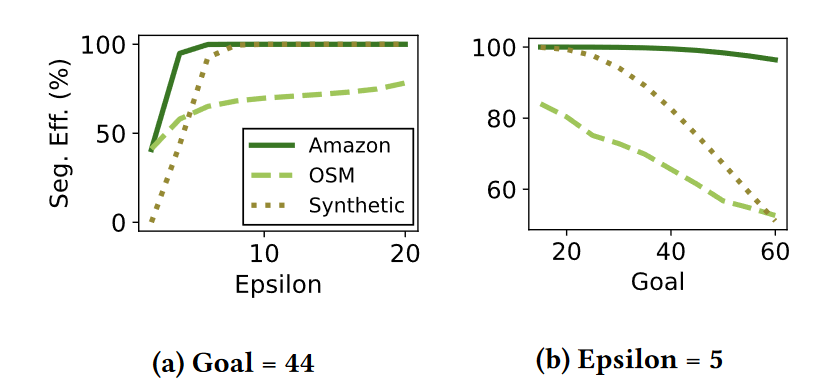 100
50
0
Seg. Eff. (%)
Amazon
OSM
Synthetic
10
20
Epsilon
(a) Goal = 44
100
80
60
20
40
60
Goal
(b) Epsilon = 5